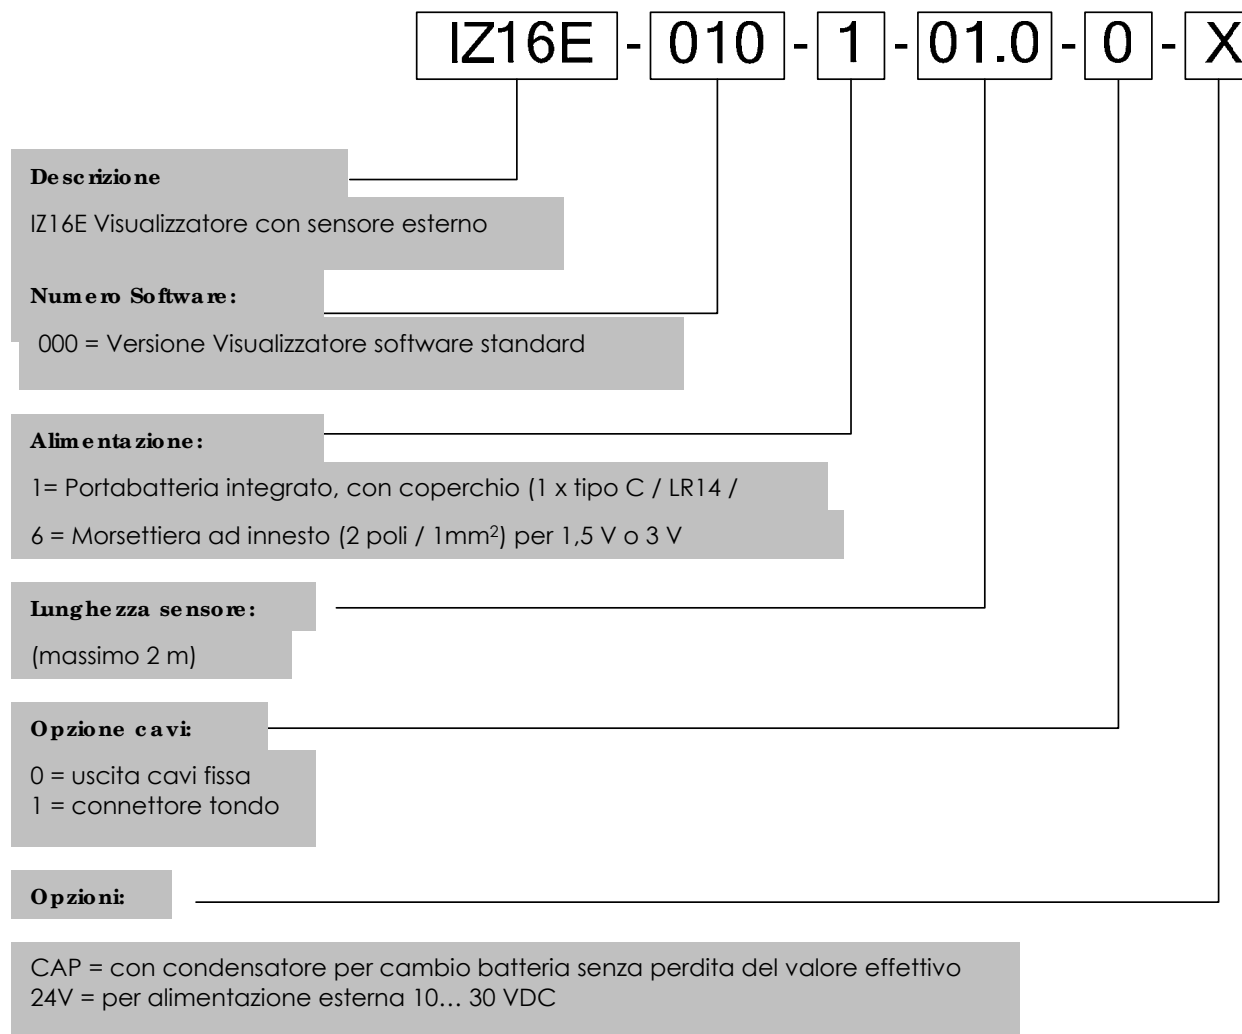 IZ16E - 010 - 1 - 01.0 - 0 - X
Descrizione
IZ16E Visualizzatore con sensore esterno
Numero Software:
000 = Versione Visualizzatore software standard
Alimentazione:
1= Portabatteria integrato, con coperchio (1 x tipo C / LR14 /
6 = Morsettiera ad innesto (2 poli / 1mm²) per 1,5 V o 3 V
Lunghezza sensore:
(massimo 2 m)
Opzione cavi:
0 = uscita cavi fissa
1 = connettore tondo
Opzioni:
CAP = con condensatore per cambio batteria senza perdita del valore effettivo
24V = per alimentazione esterna 10… 30 VDC